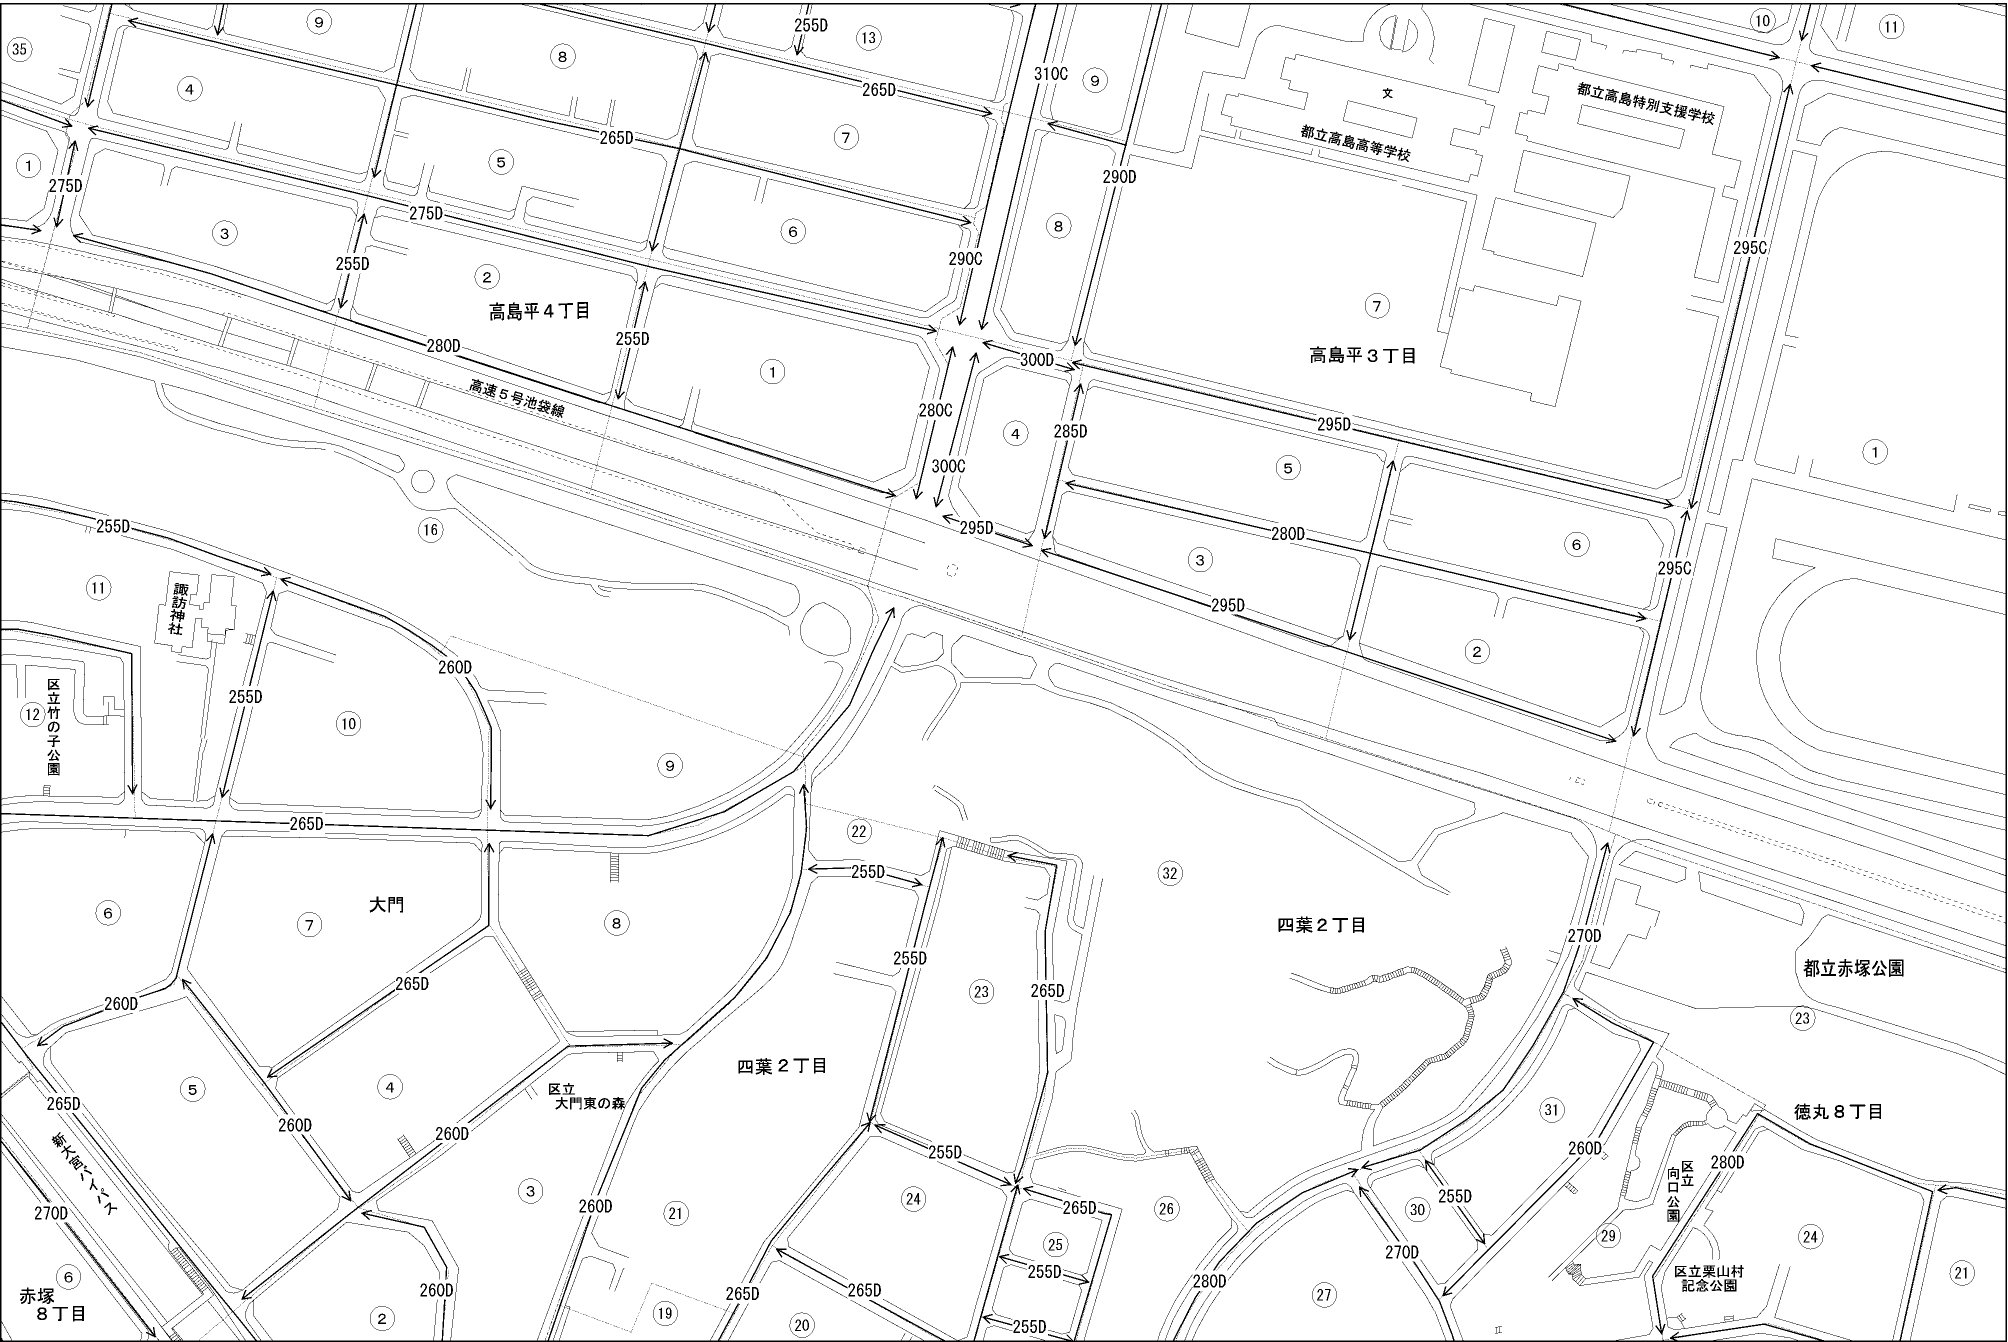 ⑨
255D
⑬
⑩
⑪
㉟
⑧
310C
④
265D
⑨
文
都立高島特別支援学校
都立高島高等学校
265D
⑦
①
275D
⑤
290D
275D
③
⑥
⑧
295C
255D
②
290C
高島平4丁目
⑦
255D
280D
300D
高島平3丁目
①
高速5号池袋線
280C
④
285D
295D
①
300C
⑤
255D
⑯
295D
280D
⑥
⑪
諏訪神社
③
295C
295D
260D
②
255D
区立竹の子公園
⑫
⑩
⑨
265D
㉒
255D
㉜
大門
⑥
⑦
⑧
四葉2丁目
270D
255D
都立赤塚公園
265D
㉓
265D
260D
㉓
四葉2丁目
⑤
④
区立
大門東の森
265D
260D
260D
㉛
徳丸8丁目
新大宮バイパス
255D
260D
280D
区立
向口公園
③
㉔
255D
270D
260D
㉑
265D
㉖
㉚
㉔
㉕
270D
㉙
⑥
255D
280D
区立栗山村
記念公園
㉑
赤塚
8丁目
260D
265D
265D
㉗
②
⑲
⑳
255D